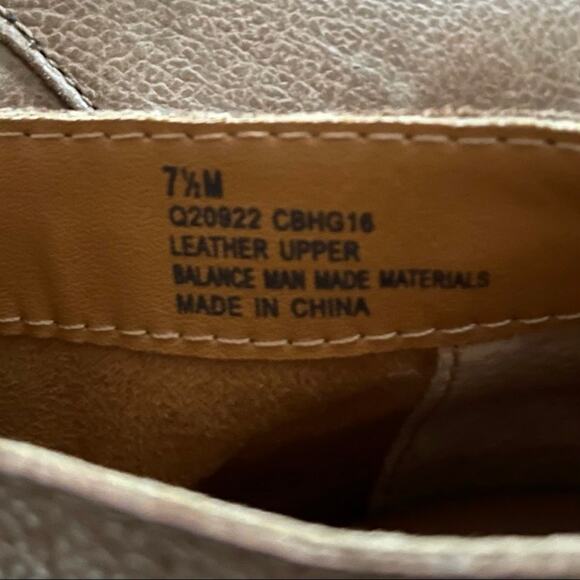 7½M
Q20922 CBHG16
LEATHER UPPER
BALANCE MAN MADE MATERIALS
MADE IN CHINA